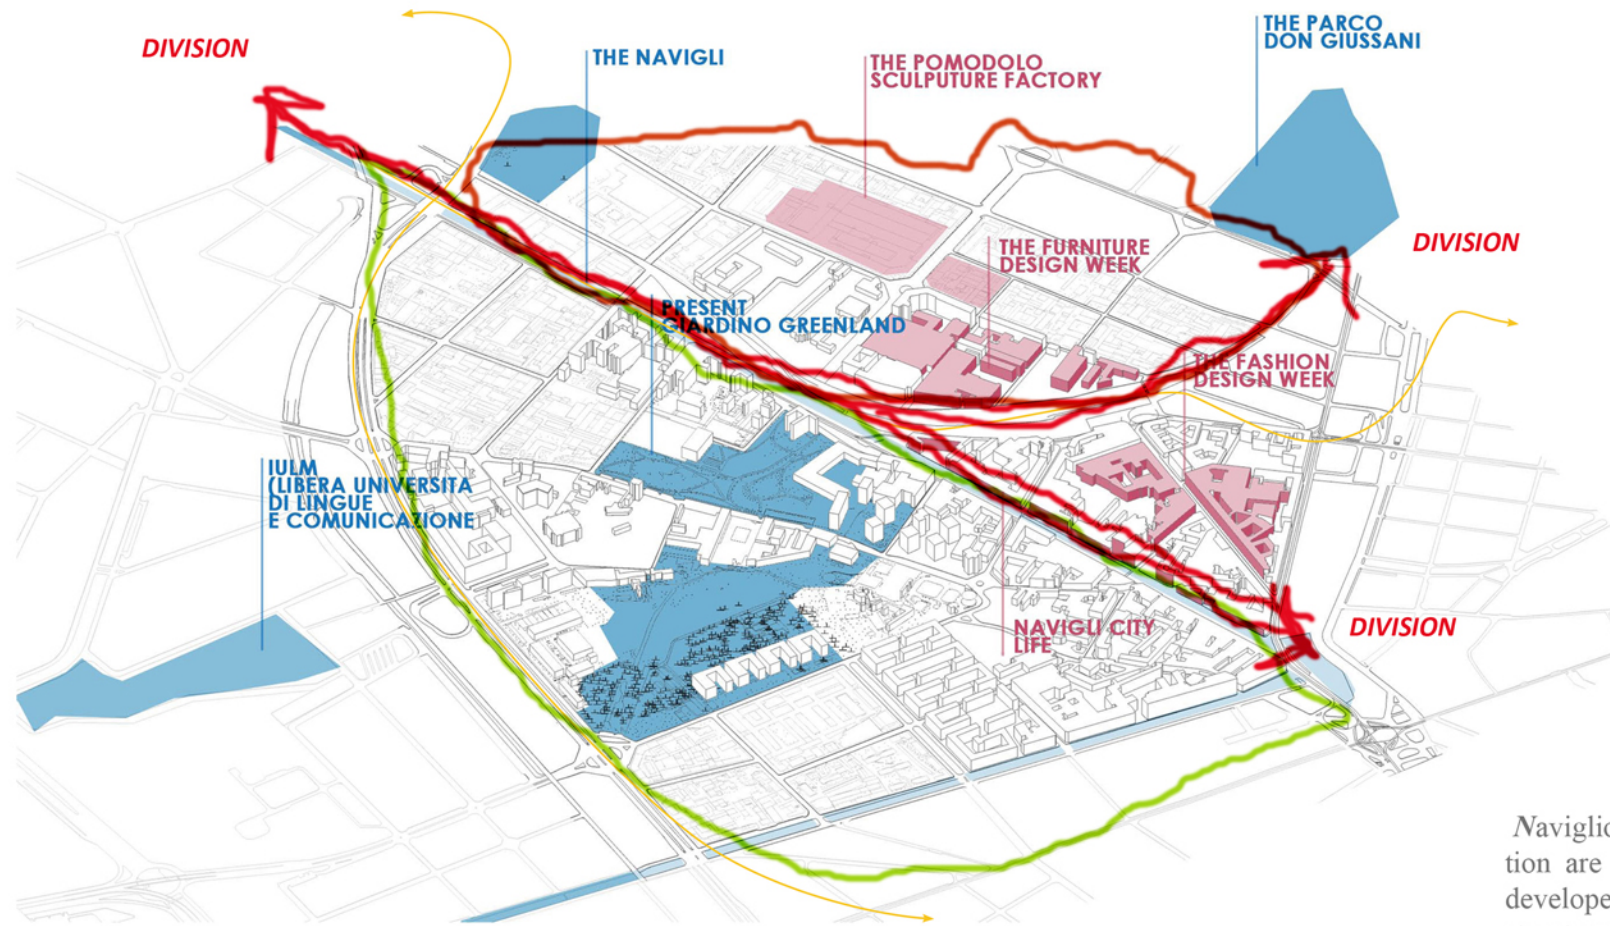 DIVISION
THE NAVIGLI
THE POMODOLO
SCULPUTURE FACTORY
THE PARCO
DON GIUSSANI
DIVISION
THE FURNITURE
DESIGN WEEK
PRESENT
GIARDINO GREENLAND
THE FASHION
DESIGN WEEK
IULM
(LIBERA UNIVERSITA
DI LINGUE
E COMUNICAZIONE
NAVIGLI CITY
LIFE
DIVISION
Naviglio
tion are
develope